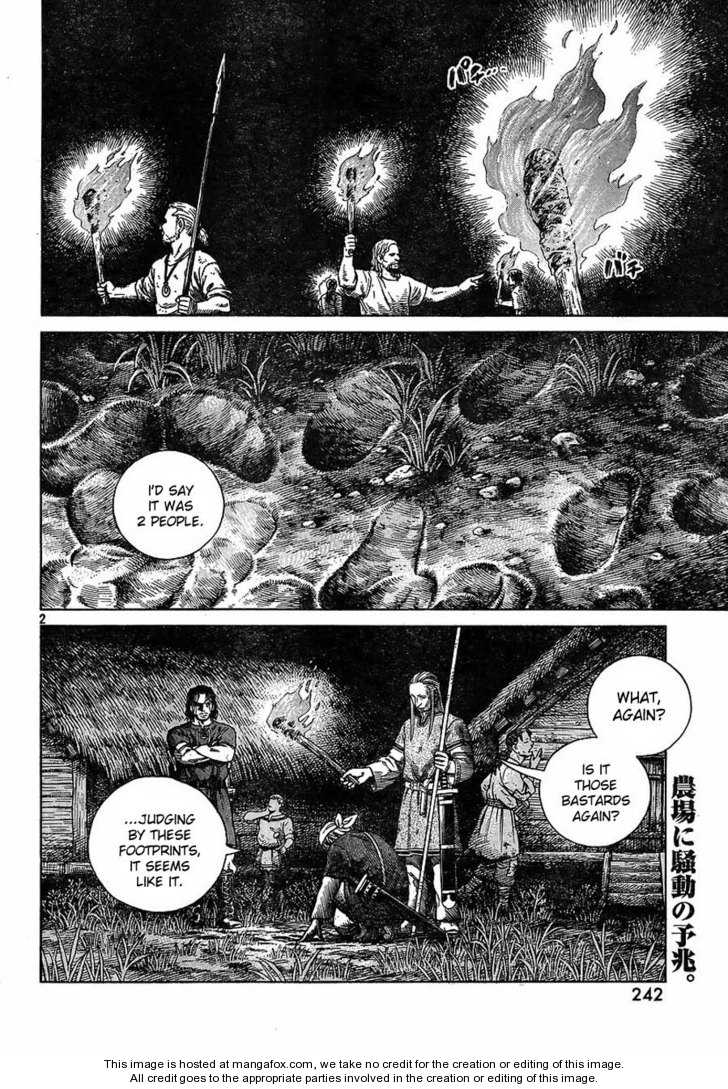 パチ…
バチ
I'D SAY
IT WAS
2 PEOPLE.
2
WHAT,
AGAIN?
IS IT
THOSE
BASTARDS
AGAIN?
...JUDGING
BY THESE
FOOTPRINTS,
IT SEEMS
LIKE IT.
農場に騒動の予兆。
242
This image is hosted at mangafox.com, we take no credit for the creation or editing of this image.
All credit goes to the appropriate parties involved in the creation or editing of this image.